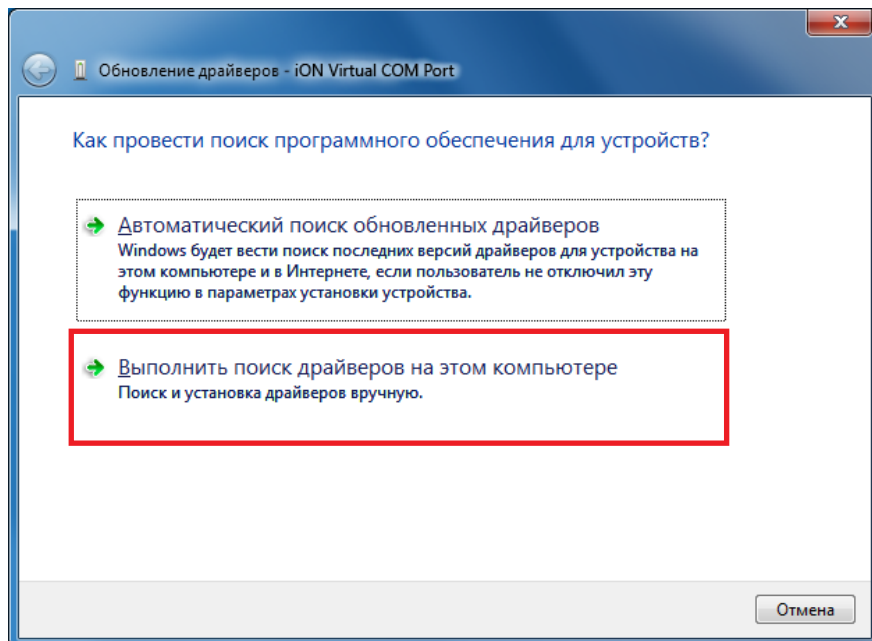 Обновление драйверов - iON Virtual COM Port
Как провести поиск программного обеспечения для устройств?
Автоматический поиск обновленных драйверов
Windows будет вести поиск последних версий драйверов для устройства на
этом компьютере и в Интернете, если пользователь не отключил эту
функцию в параметрах установки устройства.
Выполнить поиск драйверов на этом компьютере
Поиск и установка драйверов вручную.
Отмена